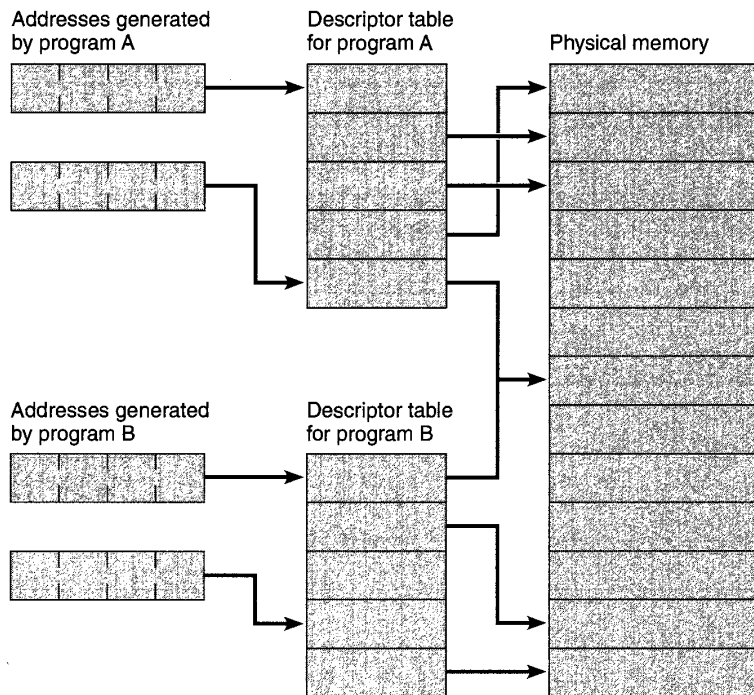 Addresses generated
by program A
Descriptor table
for program A
Physical memory
Addresses generated
by program B
Descriptor table
for program B